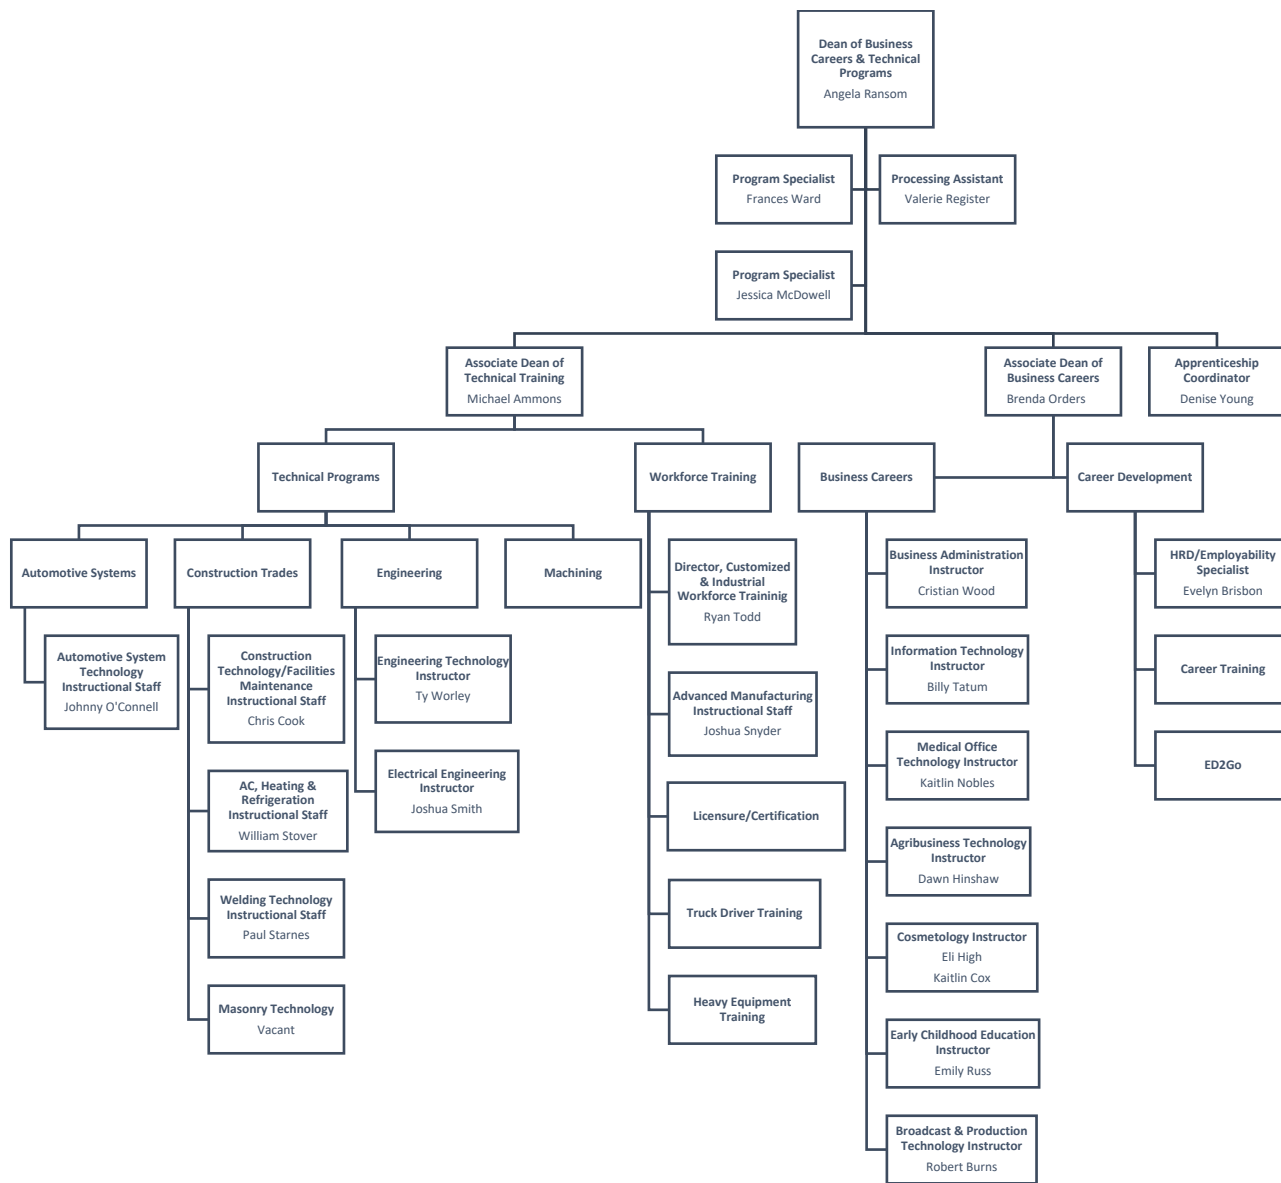 Dean of Business
Careers & Technical
Programs
Angela Ransom
Program Specialist
Frances Ward
Processing Assistant
Valerie Register
Program Specialist
Jessica McDowell
Associate Dean of
Technical Training
Michael Ammons
Associate Dean of
Business Careers
Brenda Orders
Apprenticeship
Coordinator
Denise Young
Technical Programs
Workforce Training
Business Careers
Career Development
Automotive Systems
Construction Trades
Engineering
Machining
Automotive System
Technology
Instructional Staff
Johnny O'Connell
Construction
Technology/Facilities
Maintenance
Instructional Staff
Chris Cook
AC, Heating &
Refrigeration
Instructional Staff
William Stover
Welding Technology
Instructional Staff
Paul Starnes
Masonry Technology
Vacant
Engineering Technology
Instructor
Ty Worley
Electrical Engineering
Instructor
Joshua Smith
Director, Customized
& Industrial
Workforce Traininig
Ryan Todd
Advanced Manufacturing
Instructional Staff
Joshua Snyder
Licensure/Certification
Truck Driver Training
Heavy Equipment
Training
Business Administration
Instructor
Cristian Wood
Information Technology
Instructor
Billy Tatum
Medical Office
Technology Instructor
Kaitlin Nobles
Agribusiness Technology
Instructor
Dawn Hinshaw
Cosmetology Instructor
Eli High
Kaitlin Cox
Early Childhood Education
Instructor
Emily Russ
Broadcast & Production
Technology Instructor
Robert Burns
HRD/Employability
Specialist
Evelyn Brisbon
Career Training
ED2Go